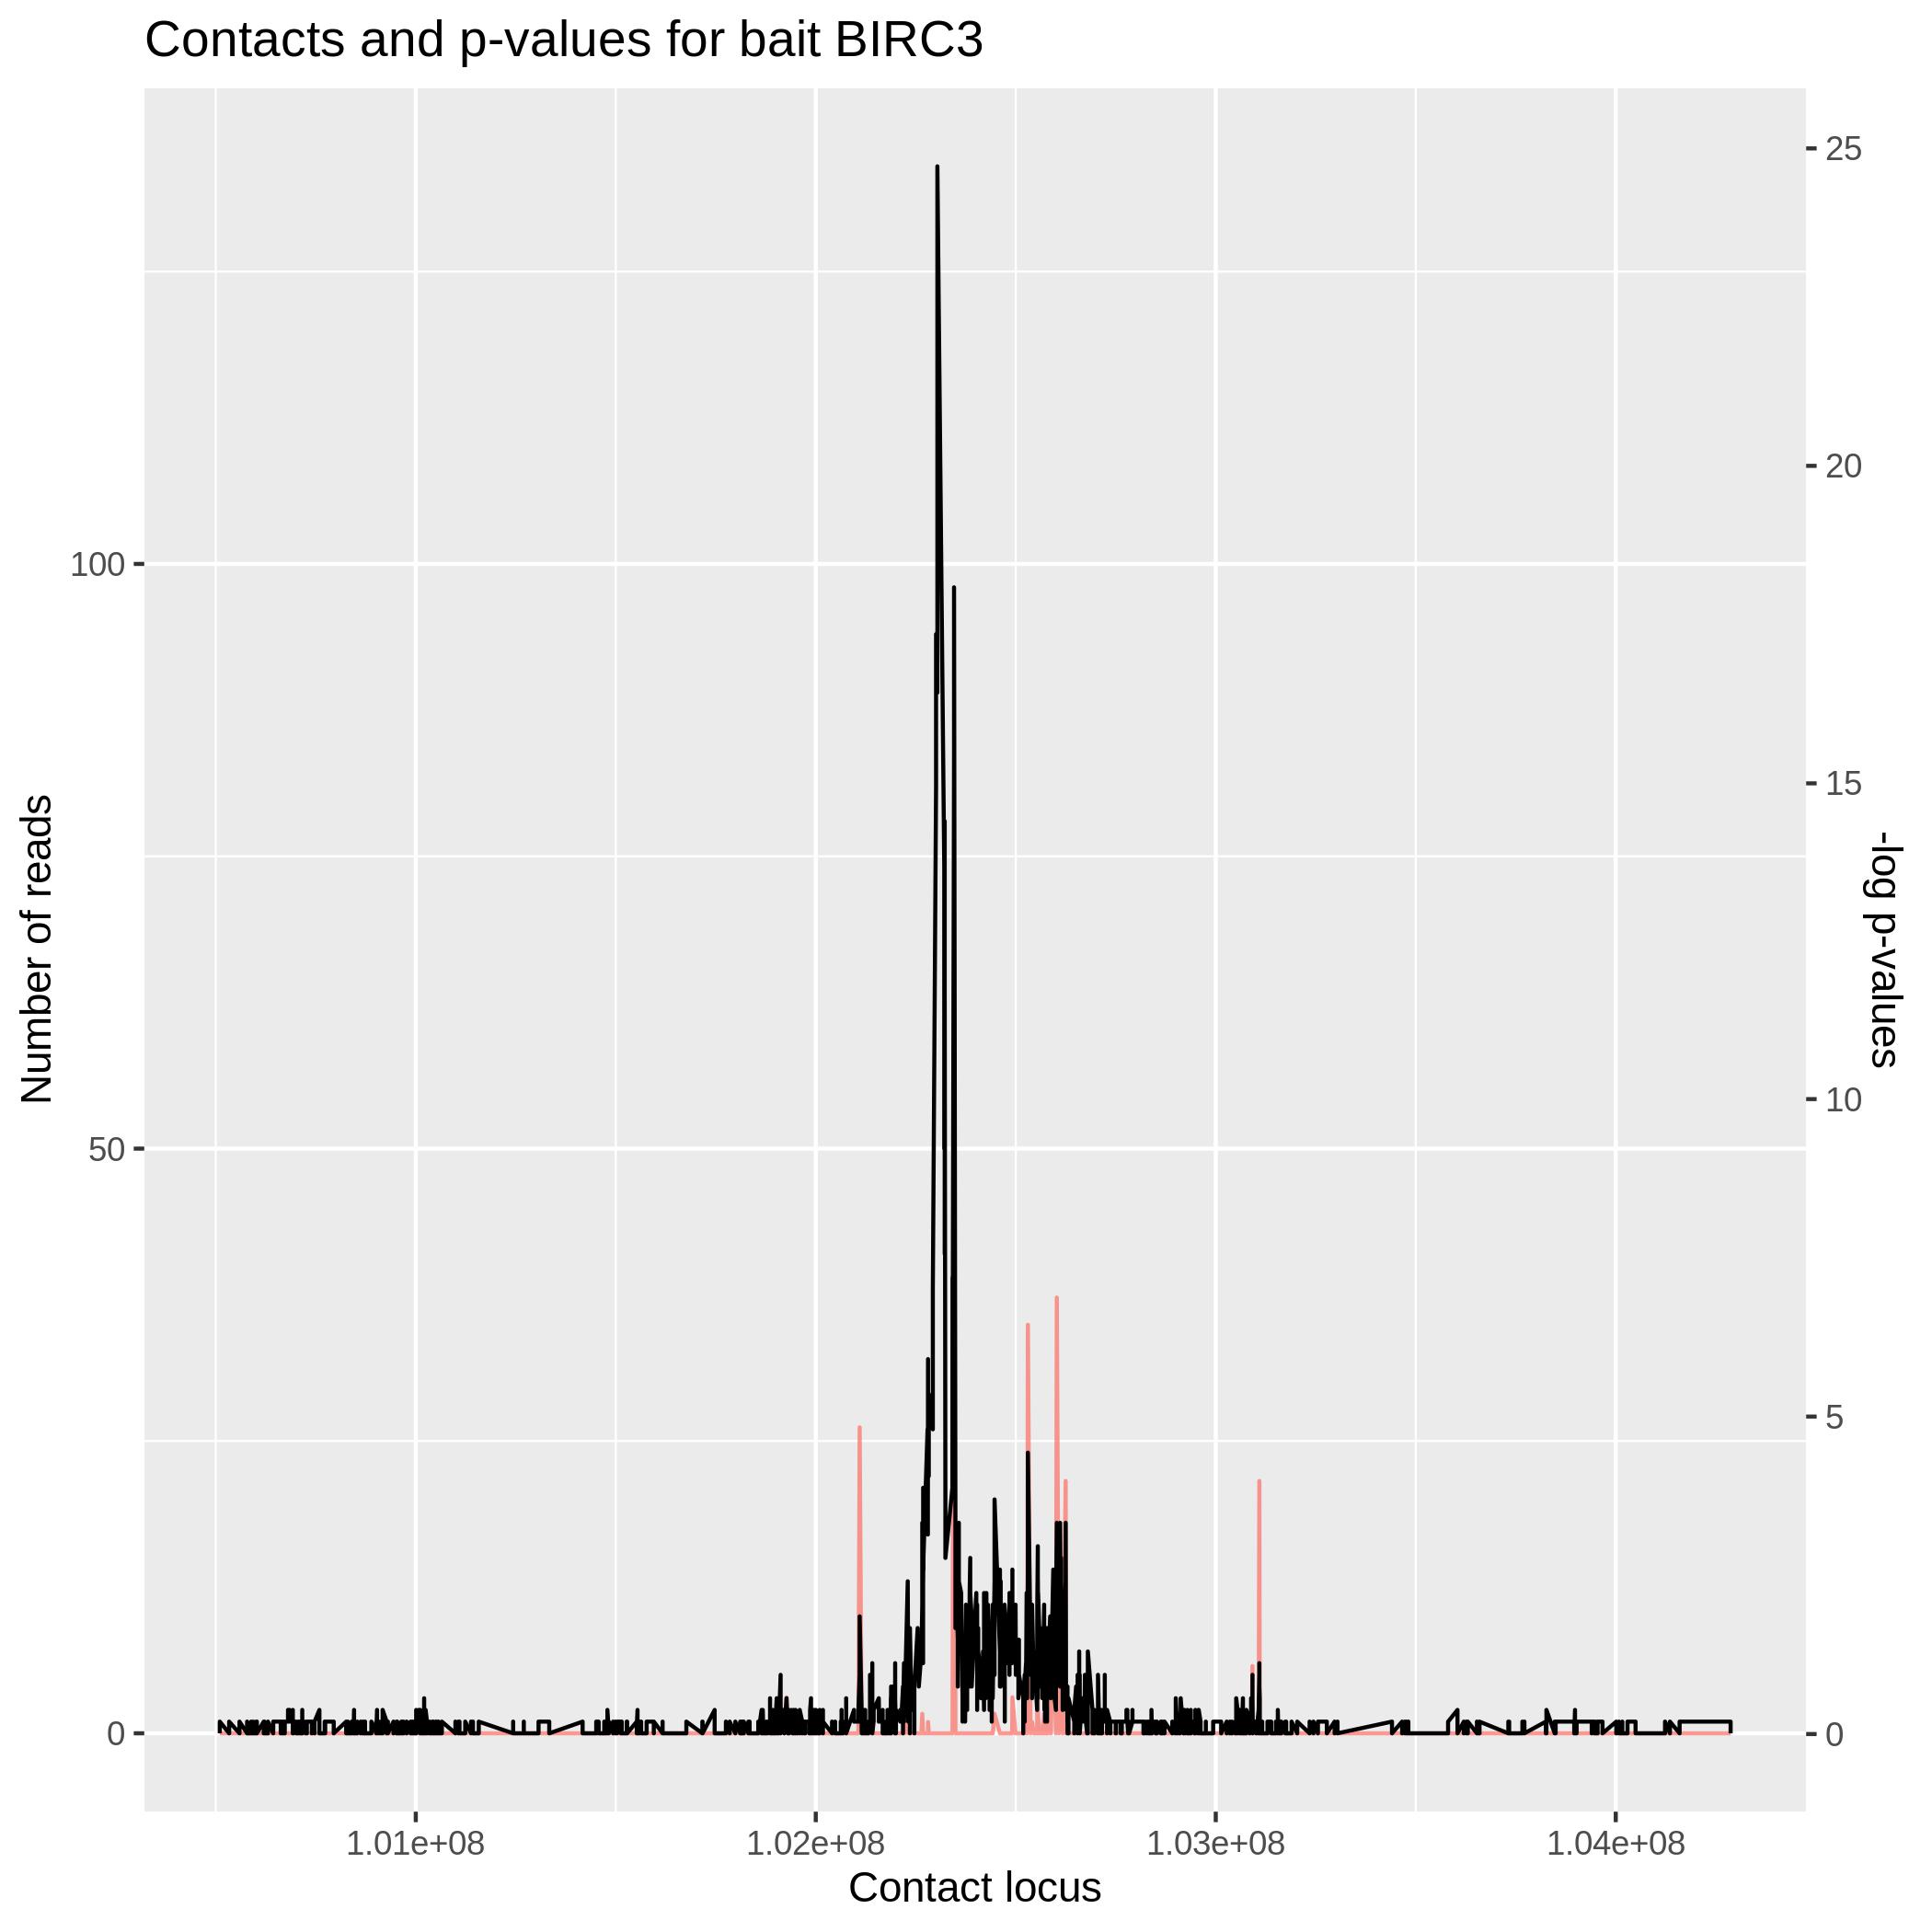 Contacts and p-values for bait BIRC3
Number of reads
100
50
0
25
20
15
10
5
0
-log p-values
1.01e+08
1.02e+08
1.03e+08
1.04e+08
Contact locus